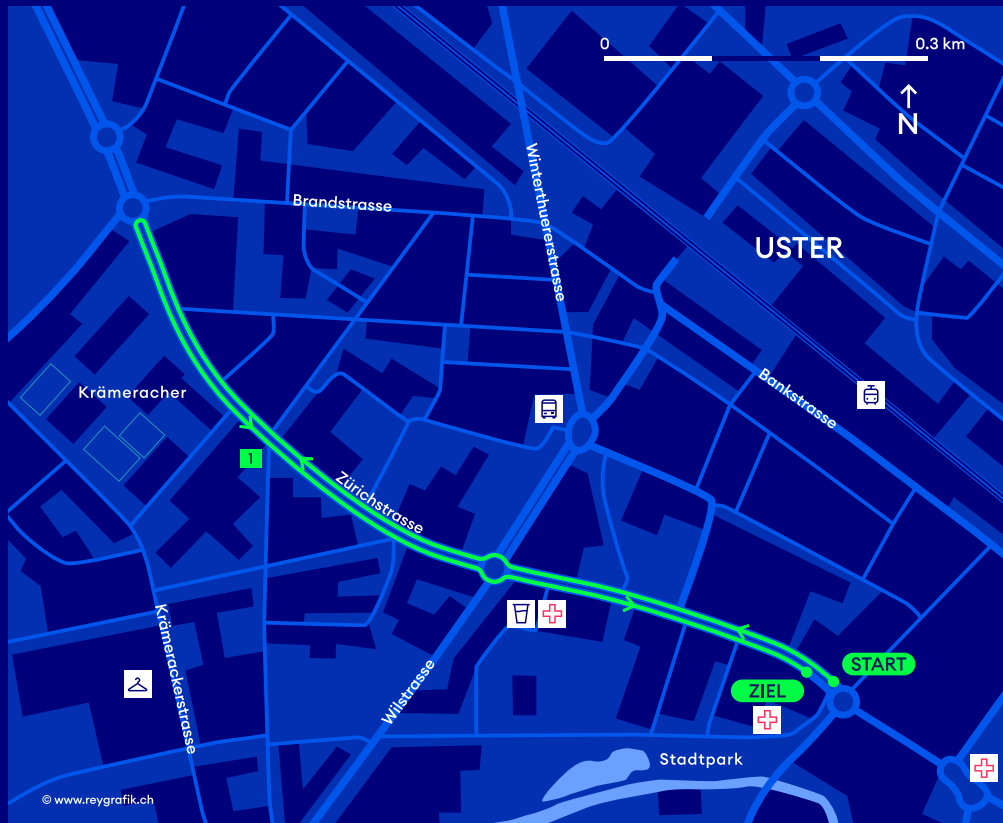 0 0.3 km
N
Winterthuererstrasse
Brandstrasse
USTER
Krämeracher
Bankstrasse
1
Zürichstrasse
Krämerackerstrasse
Wilstrasse
START
ZIEL
Stadtpark
© www.reygrafik.ch